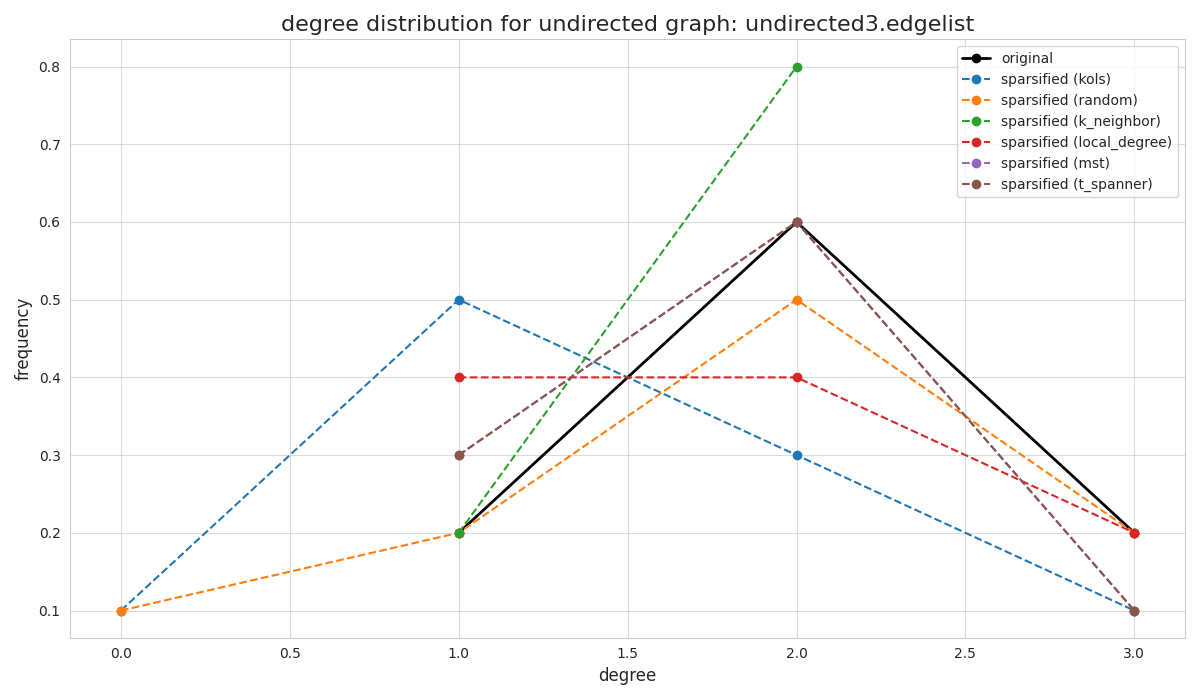 degree distribution for undirected graph: undirected3.edgelist
original
sparsified (kols)
sparsified (random)
sparsified (k_neighbor)
sparsified (local_degree)
sparsified (mst)
sparsified (t_spanner)
frequency
0.8
0.7
0.6
0.5
0.4
0.3
0.2
0.1
0.0 0.5 1.0 1.5 2.0 2.5 3.0
degree